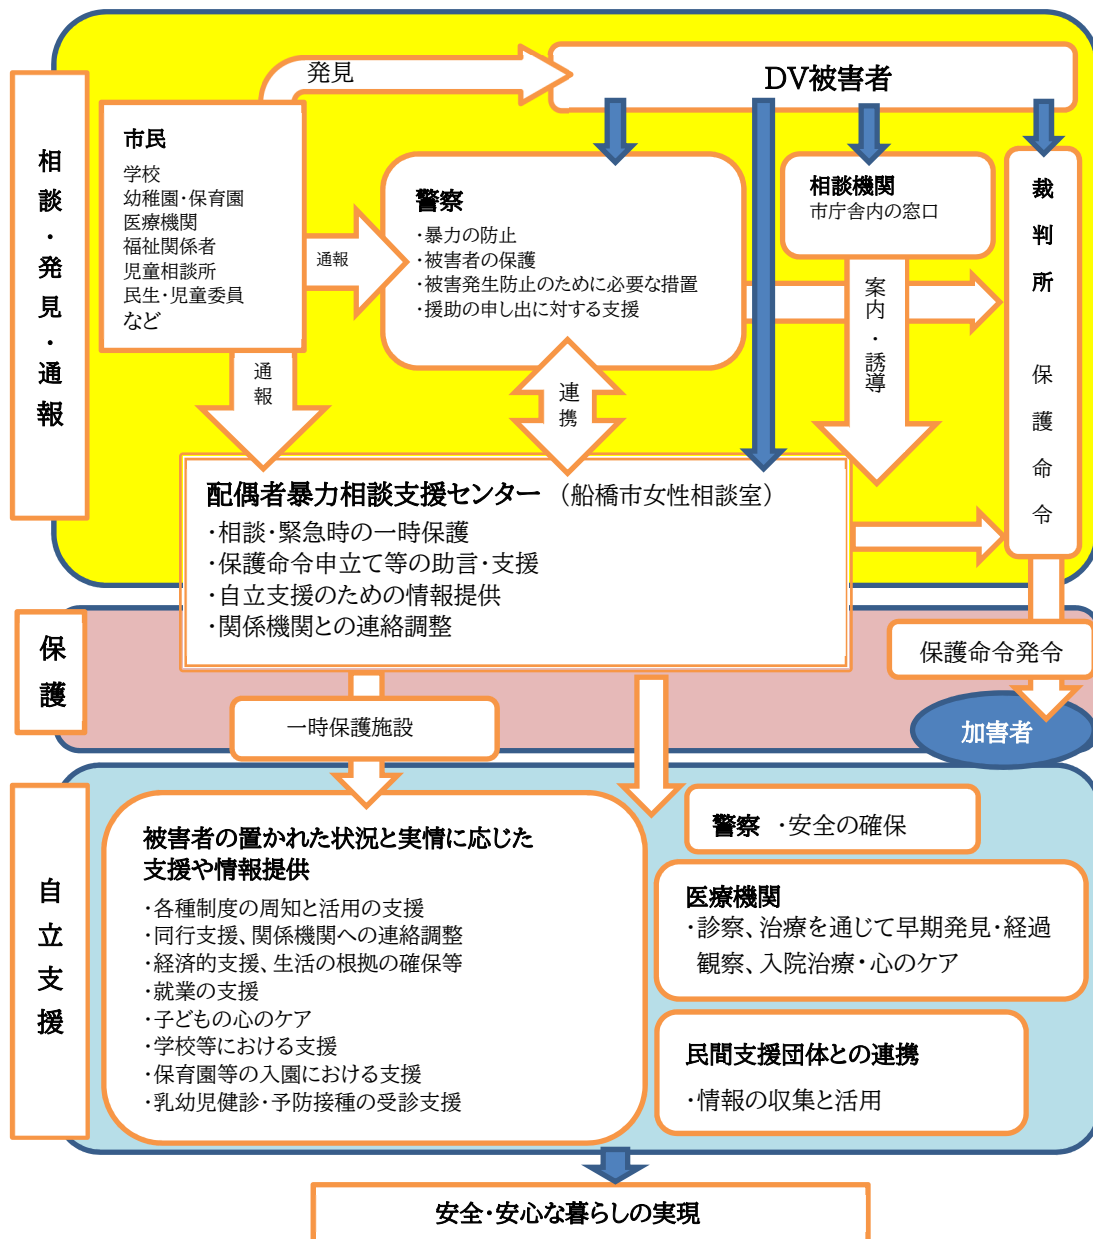 相談・発見・通報
発見
DV被害者
市民
学校
幼稚園・保育園
医療機関
福祉関係者
児童相談所
民生・児童委員
など
通報
警察
・暴力の防止
・被害者の保護
・被害発生防止のために必要な措置
・援助の申し出に対する支援
相談機関
市庁舎内の窓口
裁判所　保護命令
通報
連携
案内・誘導
配偶者暴力相談支援センター （船橋市女性相談室）
・相談・緊急時の一時保護
・保護命令申立て等の助言・支援
・自立支援のための情報提供
・関係機関との連絡調整
保護
一時保護施設
保護命令発令
加害者
自立支援
被害者の置かれた状況と実情に応じた
支援や情報提供
・各種制度の周知と活用の支援
・同行支援、関係機関への連絡調整
・経済的支援、生活の根拠の確保等
・就業の支援
・子どもの心のケア
・学校等における支援
・保育園等の入園における支援
・乳幼児健診・予防接種の受診支援
警察 ・安全の確保
医療機関
・診察、治療を通じて早期発見・経過
観察、入院治療・心のケア
民間支援団体との連携
・情報の収集と活用
安全・安心な暮らしの実現